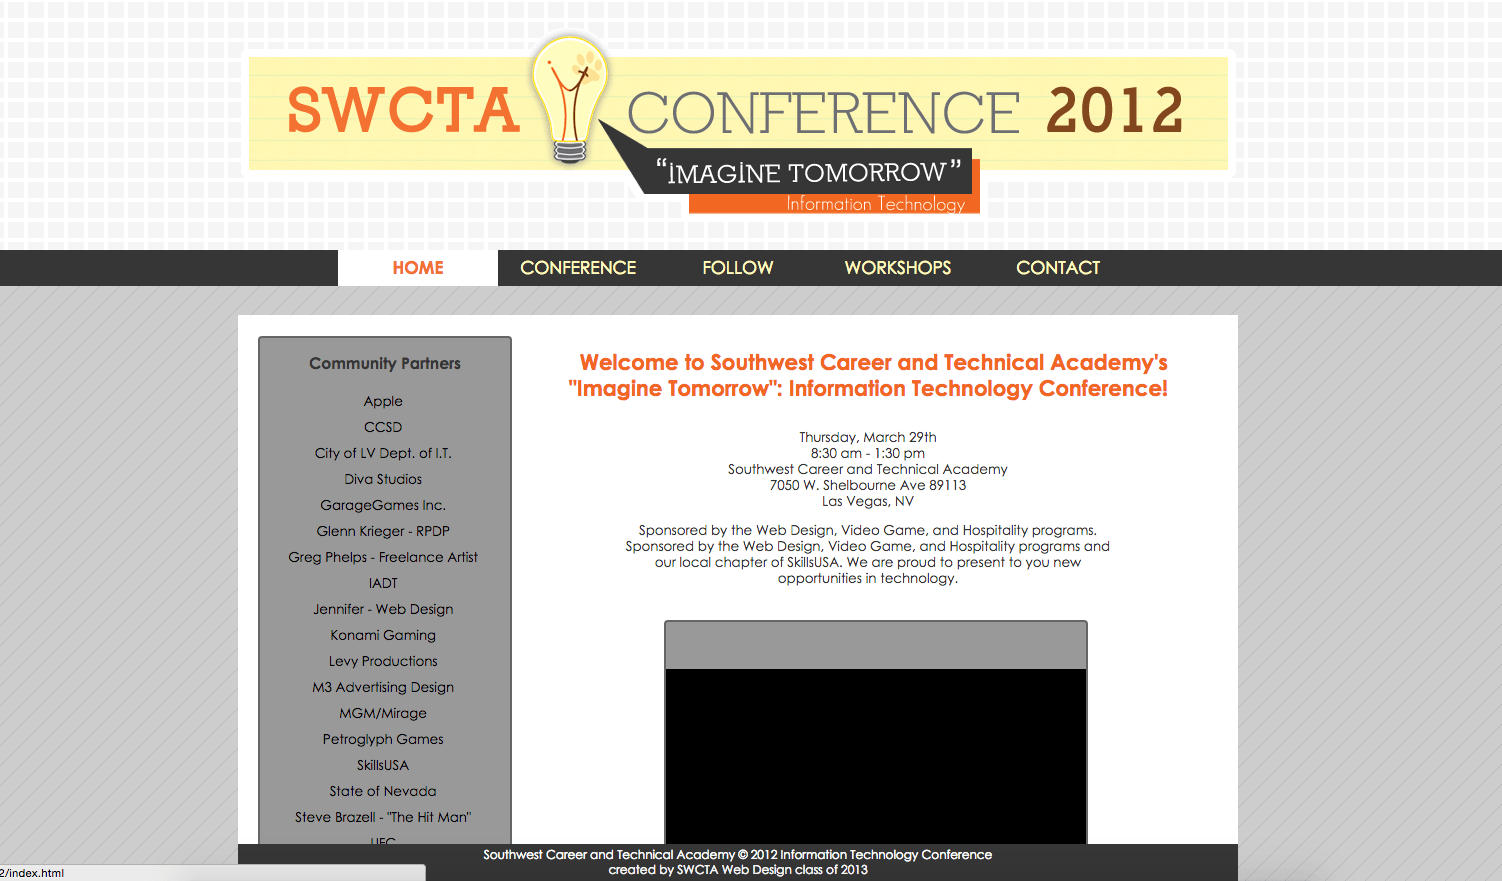 SWCTA CONFERENCE 2012
“IMAGINE TOMORROW”
Information Technology
HOME CONFERENCE FOLLOW WORKSHOPS CONTACT
Community Partners
Apple
CCSD
City of LV Dept. of I.T.
Diva Studios
GarageGames Inc.
Glenn Krieger - RPDP
Greg Phelps - Freelance Artist
IADT
Jennifer - Web Design
Konami Gaming
Levy Productions
M3 Advertising Design
MGM/Mirage
Petroglyph Games
SkillsUSA
State of Nevada
Steve Brazell - "The Hit Man"
UFC
Welcome to Southwest Career and Technical Academy's
"Imagine Tomorrow": Information Technology Conference!
Thursday, March 29th
8:30 am - 1:30 pm
Southwest Career and Technical Academy
7050 W. Shelbourne Ave 89113
Las Vegas, NV
Sponsored by the Web Design, Video Game, and Hospitality programs.
Sponsored by the Web Design, Video Game, and Hospitality programs and
our local chapter of SkillsUSA. We are proud to present to you new
opportunities in technology.
Southwest Career and Technical Academy © 2012 Information Technology Conference
created by SWCTA Web Design class of 2013
2/index.html